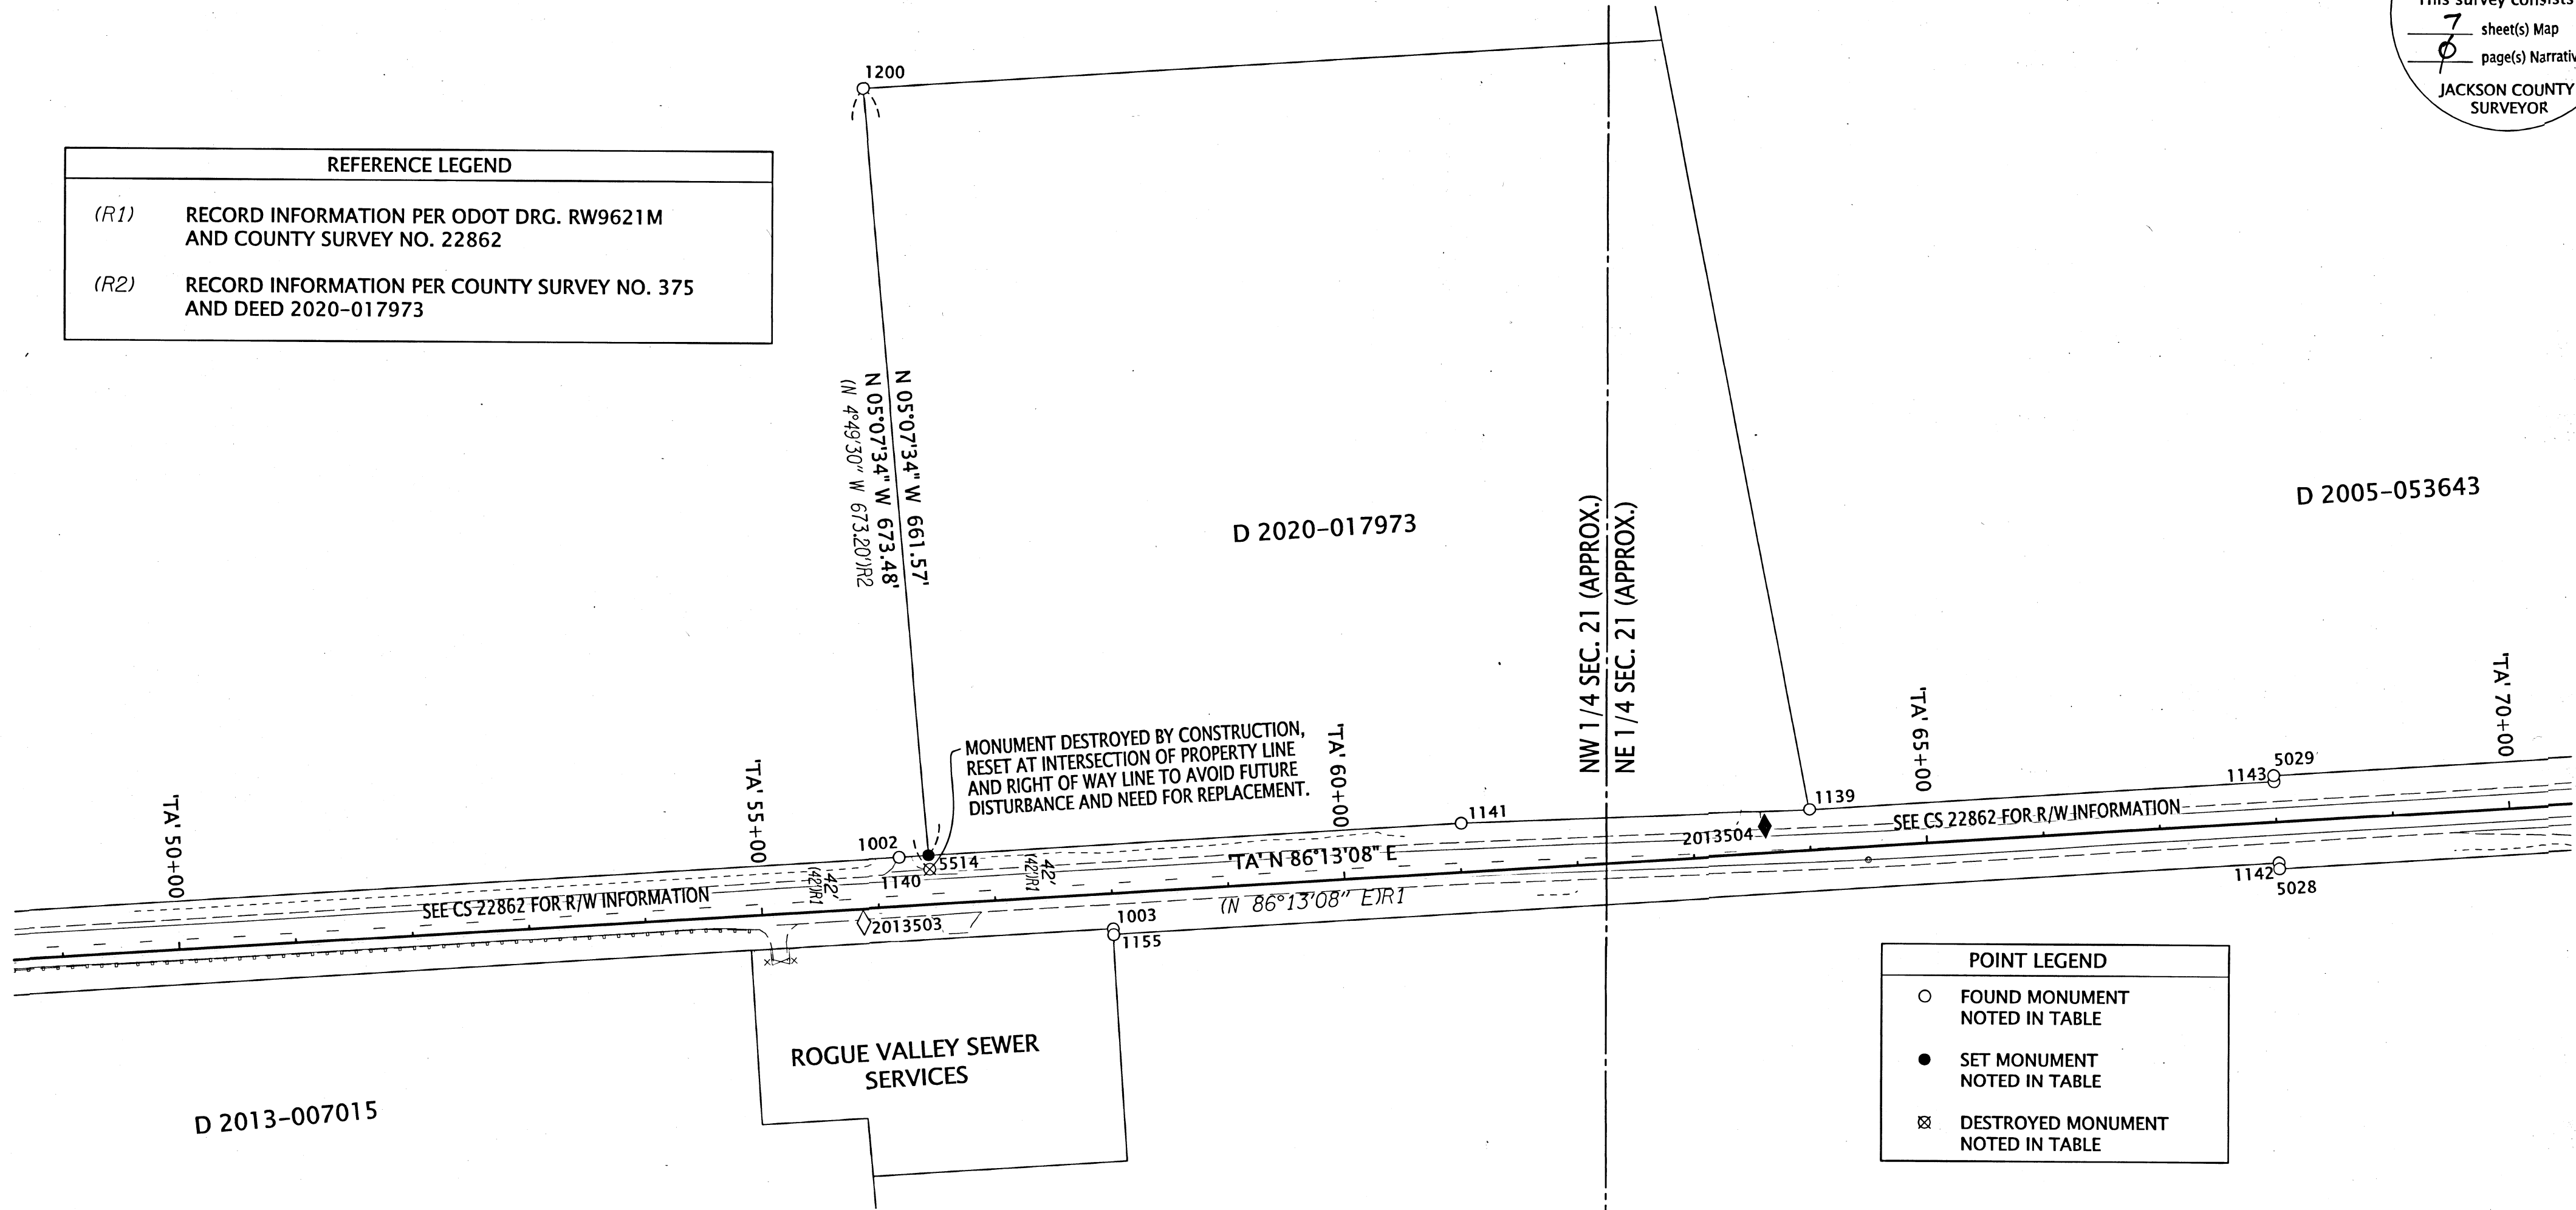 This survey consists
7 sheet(s) Map
page(s) Narrativ
JACKSON COUNTY
SURVEYOR
1200
REFERENCE LEGEND
(R1) RECORD INFORMATION PER ODOT DRG. RW9621M
AND COUNTY SURVEY NO. 22862
(R2) RECORD INFORMATION PER COUNTY SURVEY NO. 375
AND DEED 2020-017973
N 05°07'34" W 661.57'
N 05°07'34" W 673.48'
(N 4°49'30" W 673.20')R2
D 2020-017973
NW 1/4 SEC. 21 (APPROX.)
NE 1/4 SEC. 21 (APPROX.)
D 2005-053643
MONUMENT DESTROYED BY CONSTRUCTION,
RESET AT INTERSECTION OF PROPERTY LINE
AND RIGHT OF WAY LINE TO AVOID FUTURE
DISTURBANCE AND NEED FOR REPLACEMENT.
'TA' 50+00
'TA' 55+00
'TA' 60+00
'TA' 65+00
'TA' 70+00
1002
5514
1140
1141
1139
2013504
1143
5029
SEE CS 22862 FOR R/W INFORMATION
SEE CS 22862 FOR R/W INFORMATION
42'
(42')R1
42'
(42')R1
'TA' N 86°13'08" E
(N 86°13'08" E)R1
2013503
1003
1155
1142
5028
ROGUE VALLEY SEWER
SERVICES
D 2013-007015
POINT LEGEND
FOUND MONUMENT
NOTED IN TABLE
SET MONUMENT
NOTED IN TABLE
DESTROYED MONUMENT
NOTED IN TABLE